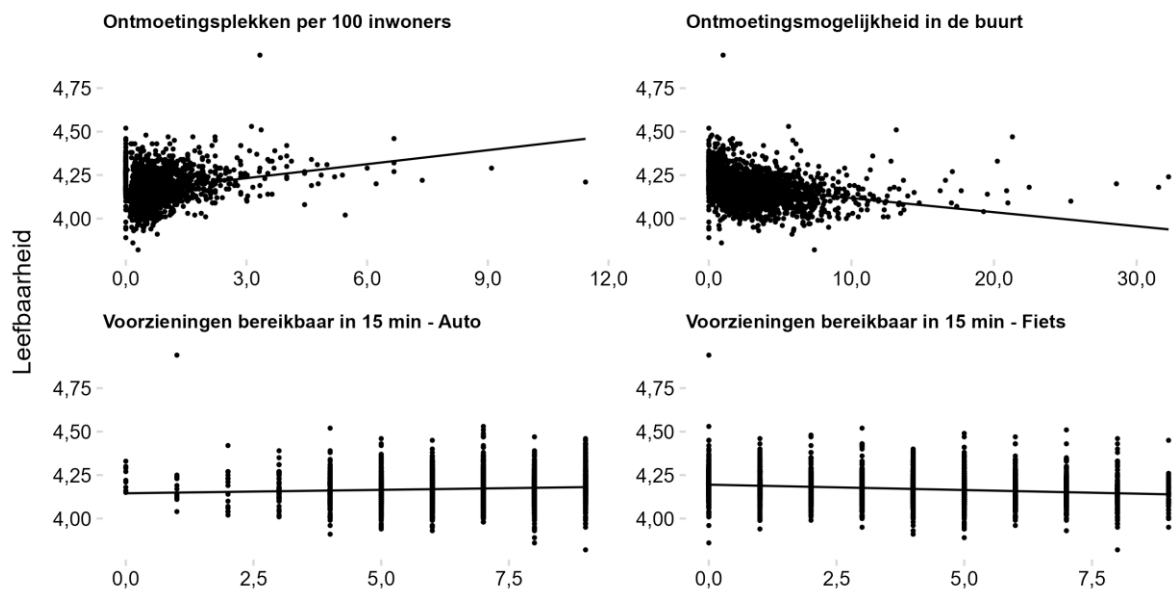 Ontmoetingsplekken per 100 inwoners
Ontmoetingsmogelijkheid in de buurt
4,75
4,50
4,25
4,00
0,0 3,0 6,0 9,0 12,0
4,75
4,50
4,25
4,00
0,0 10,0 20,0 30,0
Leefbaarheid
Voorzieningen bereikbaar in 15 min - Auto
Voorzieningen bereikbaar in 15 min - Fiets
4,75
4,50
4,25
4,00
0,0 2,5 5,0 7,5
4,75
4,50
4,25
4,00
0,0 2,5 5,0 7,5